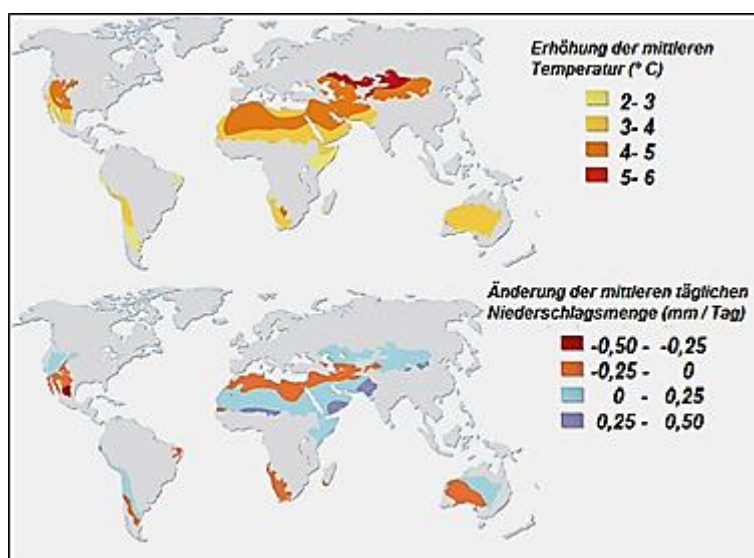 Erhöhung der mittleren
Temperatur (° C)
2- 3
3- 4
4- 5
5- 6
Änderung der mittleren täglichen
Niederschlagsmenge (mm / Tag)
-0,50 - -0,25
-0,25 - 0
0 - 0,25
0,25 - 0,50